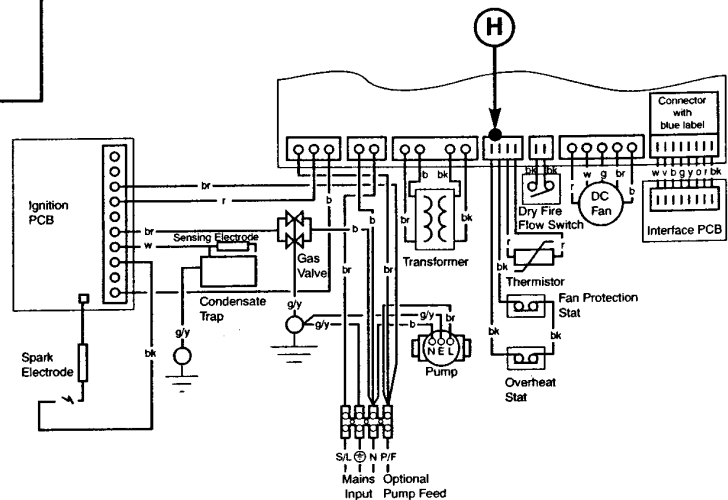 H
Connector
with
blue label
b b bk bk bk bk
r w g br b
w v b g y o r bk
Ignition
PCB
br
r
b
br
w
Sensing Electrode
b
b
br
bk
DC
Fan
Dry Fire
Flow Switch
Interface PCB
Gas
Valve
Transformer
r
r
Thermistor
br
bk
Condensate
Trap
g/y
g/y
g/y
Fan Protection
Stat
g/y
br
b
N E L
Pump
bk
bk
bk
Spark
Electrode
Overheat
Stat
S/L N P/F
Mains Optional
Input Pump Feed